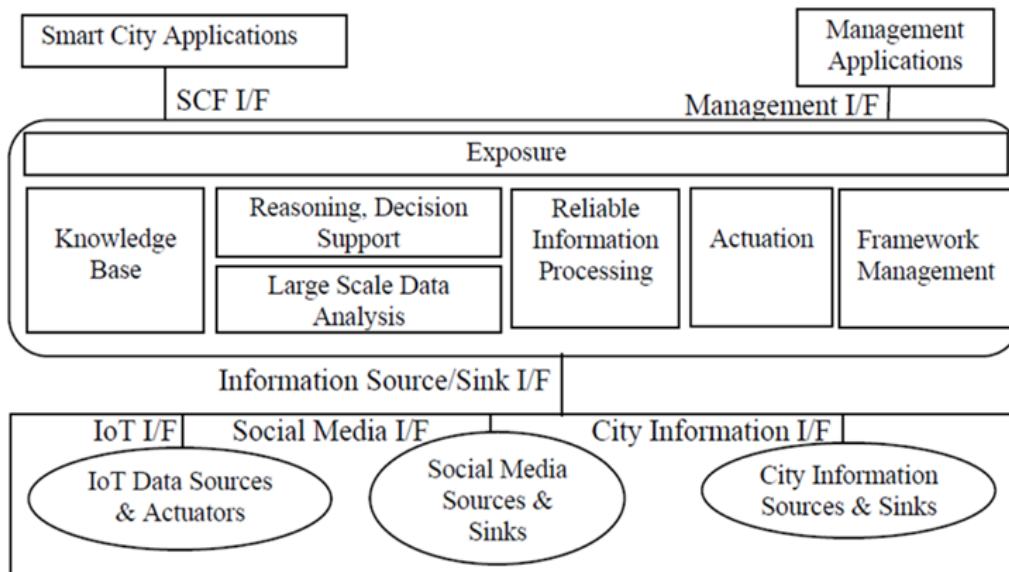 Smart City Applications
Management
Applications
SCF I/F
Management I/F
Exposure
Knowledge
Base
Reasoning, Decision
Support
Large Scale Data
Analysis
Reliable
Information
Processing
Actuation
Framework
Management
Information Source/Sink I/F
IoT I/F
Social Media I/F
City Information I/F
IoT Data Sources
& Actuators
Social Media
Sources &
Sinks
City Information
Sources & Sinks